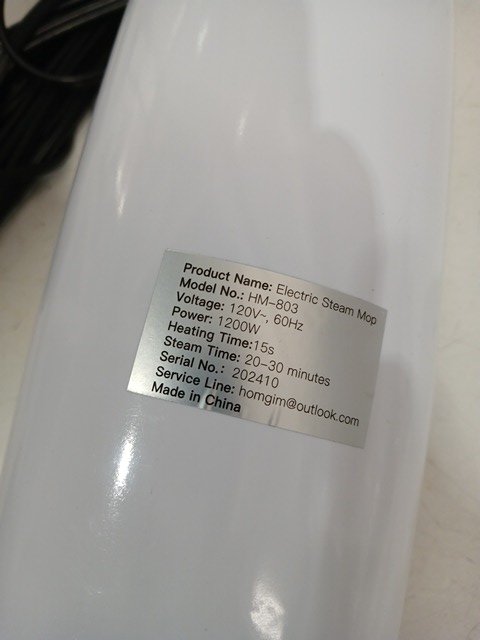 Product Name: Electric Steam Mop
Model No.: HM-803
Voltage: 120V~, 60Hz
Power: 1200W
Heating Time:15s
Steam Time: 20-30 minutes
Serial No.: 202410
Service Line: homgim@outlook.com
Made in China